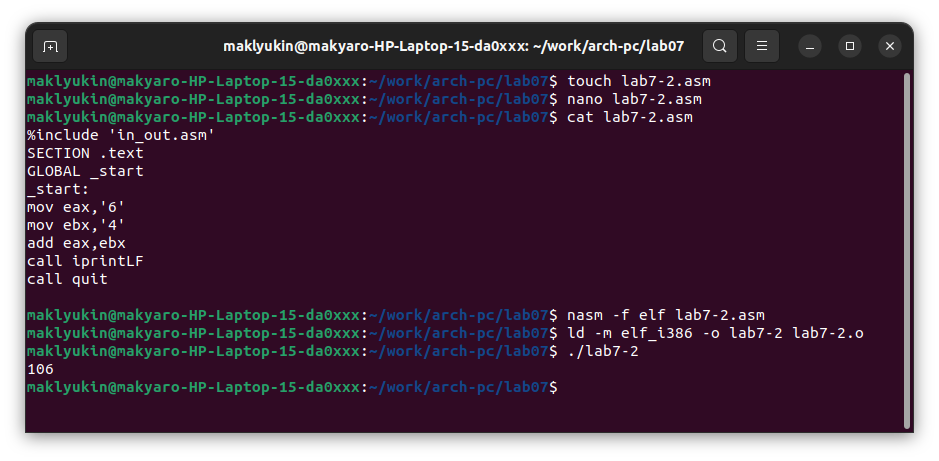 maklyukin@makyaro-HP-Laptop-15-da0xxx: ~/work/arch-pc/lab07
maklyukin@makyaro-HP-Laptop-15-da0xxx:~/work/arch-pc/lab07$ touch lab7-2.asm
maklyukin@makyaro-HP-Laptop-15-da0xxx:~/work/arch-pc/lab07$ nano lab7-2.asm
maklyukin@makyaro-HP-Laptop-15-da0xxx:~/work/arch-pc/lab07$ cat lab7-2.asm
%include 'in_out.asm'
SECTION .text
GLOBAL _start
_start:
mov eax,'6'
mov ebx,'4'
add eax,ebx
call iprintLF
call quit
maklyukin@makyaro-HP-Laptop-15-da0xxx:~/work/arch-pc/lab07$ nasm -f elf lab7-2.asm
maklyukin@makyaro-HP-Laptop-15-da0xxx:~/work/arch-pc/lab07$ ld -m elf_i386 -o lab7-2 lab7-2.o
maklyukin@makyaro-HP-Laptop-15-da0xxx:~/work/arch-pc/lab07$ ./lab7-2
106
maklyukin@makyaro-HP-Laptop-15-da0xxx:~/work/arch-pc/lab07$